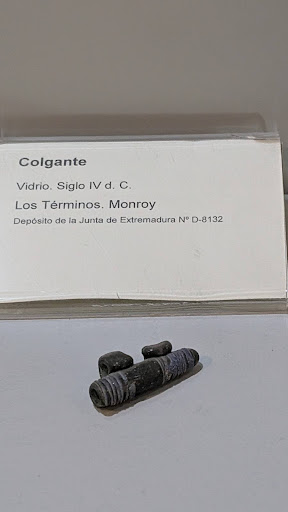 Colgante
Vidrio. Siglo IV d. C.
Los Términos. Monroy
Depósito de la Junta de Extremadura Nº D-8132